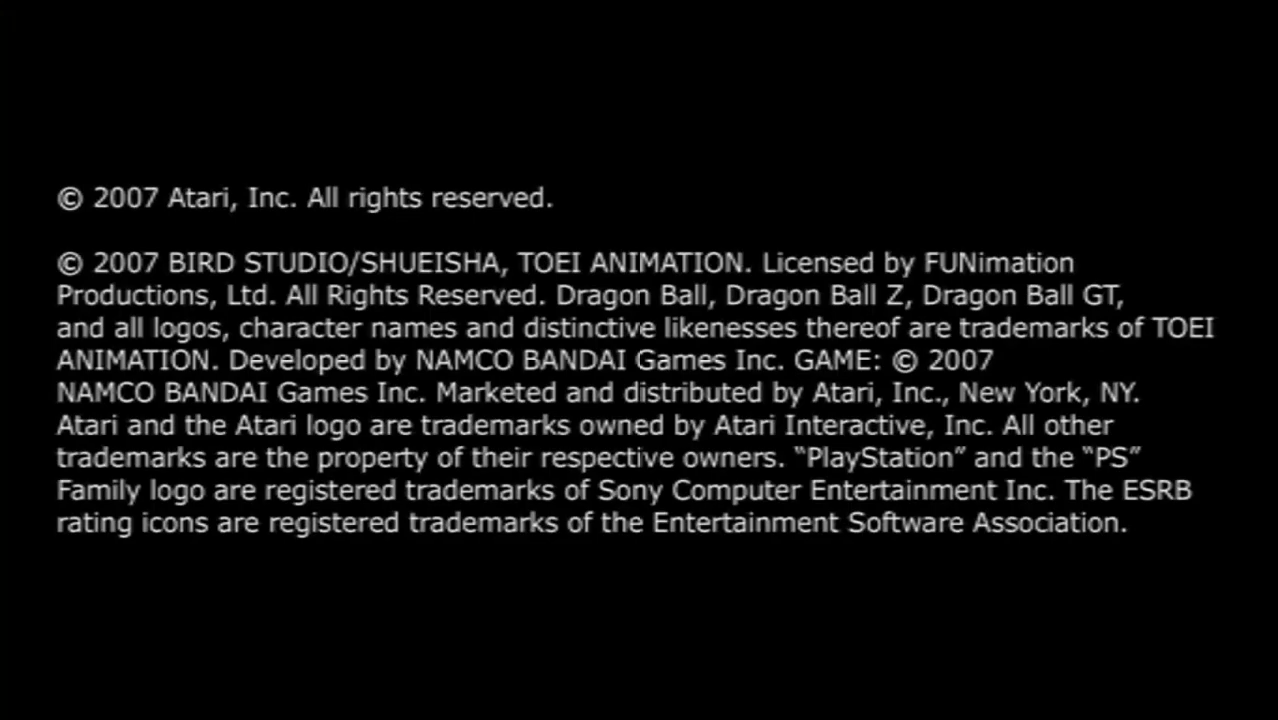 © 2007 Atari, Inc. All rights reserved.
© 2007 BIRD STUDIO/SHUEISHA, TOEI ANIMATION. Licensed by FUNimation
Productions, Ltd. All Rights Reserved. Dragon Ball, Dragon Ball Z, Dragon Ball GT,
and all logos, character names and distinctive likenesses thereof are trademarks of TOEI
ANIMATION. Developed by NAMCO BANDAI Games Inc. GAME: © 2007
NAMCO BANDAI Games Inc. Marketed and distributed by Atari, Inc., New York, NY.
Atari and the Atari logo are trademarks owned by Atari Interactive, Inc. All other
trademarks are the property of their respective owners. “PlayStation” and the “PS”
Family logo are registered trademarks of Sony Computer Entertainment Inc. The ESRB
rating icons are registered trademarks of the Entertainment Software Association.